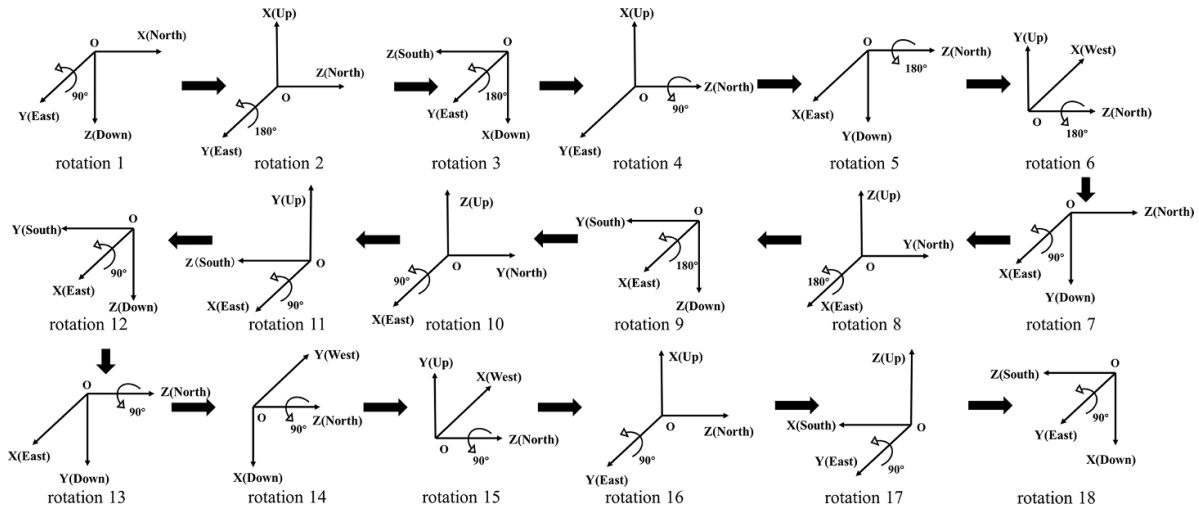 O
X(North)
90°
Y(East)
Z(Down)
rotation 1
X(Up)
Z(North)
O
180°
Y(East)
rotation 2
Z(South)
O
180°
Y(East)
X(Down)
rotation 3
X(Up)
Z(North)
O
90°
Y(East)
rotation 4
O
Z(North)
180°
X(East)
Y(Down)
rotation 5
Y(Up)
X(West)
Z(North)
O
180°
rotation 6
O
Y(South)
90°
X(East)
Z(Down)
rotation 12
Y(Up)
Z(South)
O
X(East)
90°
rotation 11
Z(Up)
Y(North)
O
90°
X(East)
rotation 10
O
Y(South)
180°
X(East)
Z(Down)
rotation 9
Z(Up)
Y(North)
O
180°
X(East)
rotation 8
O
Z(North)
90°
X(East)
Y(Down)
rotation 7
O
Z(North)
90°
X(East)
Y(Down)
rotation 13
Y(West)
O
Z(North)
90°
X(Down)
rotation 14
Y(Up)
X(West)
Z(North)
O
90°
rotation 15
X(Up)
O
Z(North)
90°
Y(East)
rotation 16
Z(Up)
X(South)
O
Y(East)
90°
rotation 17
O
Z(South)
90°
Y(East)
X(Down)
rotation 18